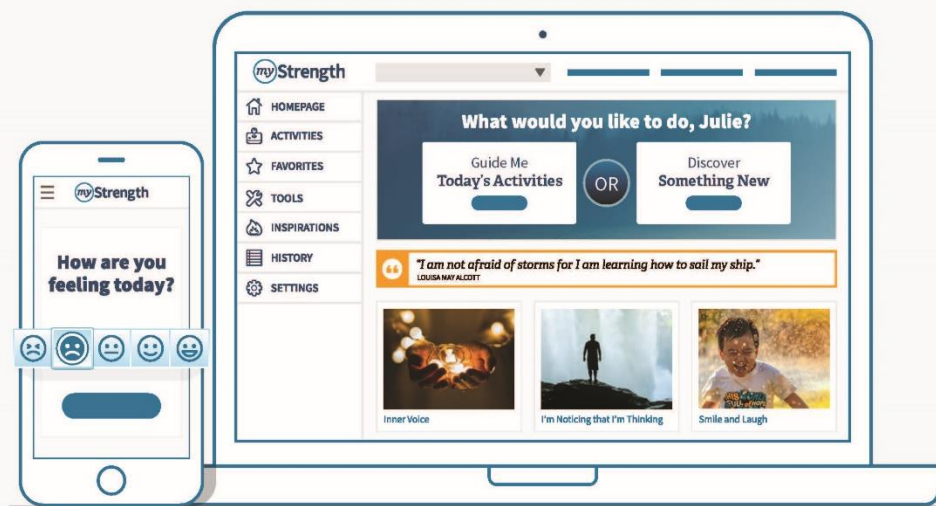 myStrength
How are you
feeling today?
myStrength
HOMEPAGE
ACTIVITIES
FAVORITES
TOOLS
INSPIRATIONS
HISTORY
SETTINGS
What would you like to do, Julie?
Guide Me
Today's Activities
OR
Discover
Something New
"I am not afraid of storms for I am learning how to sail my ship."
LOUISA MAY ALCOTT
Inner Voice
I'm Noticing that I'm Thinking
Smile and Laugh